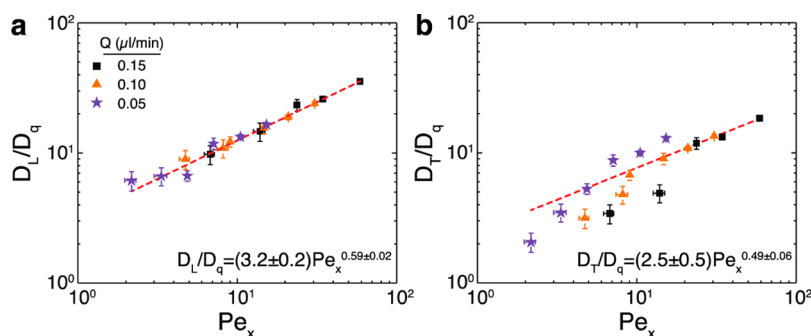 a
D_L/D_q
10²
10¹
10⁰
Q (µl/min)
0.15
0.10
0.05
D_L/D_q=(3.2±0.2)Pe_x^0.59±0.02
10⁰ 10¹ 10²
Pe_x
b
D_T/D_q
10²
10¹
10⁰
D_T/D_q=(2.5±0.5)Pe_x^0.49±0.06
10⁰ 10¹ 10²
Pe_x